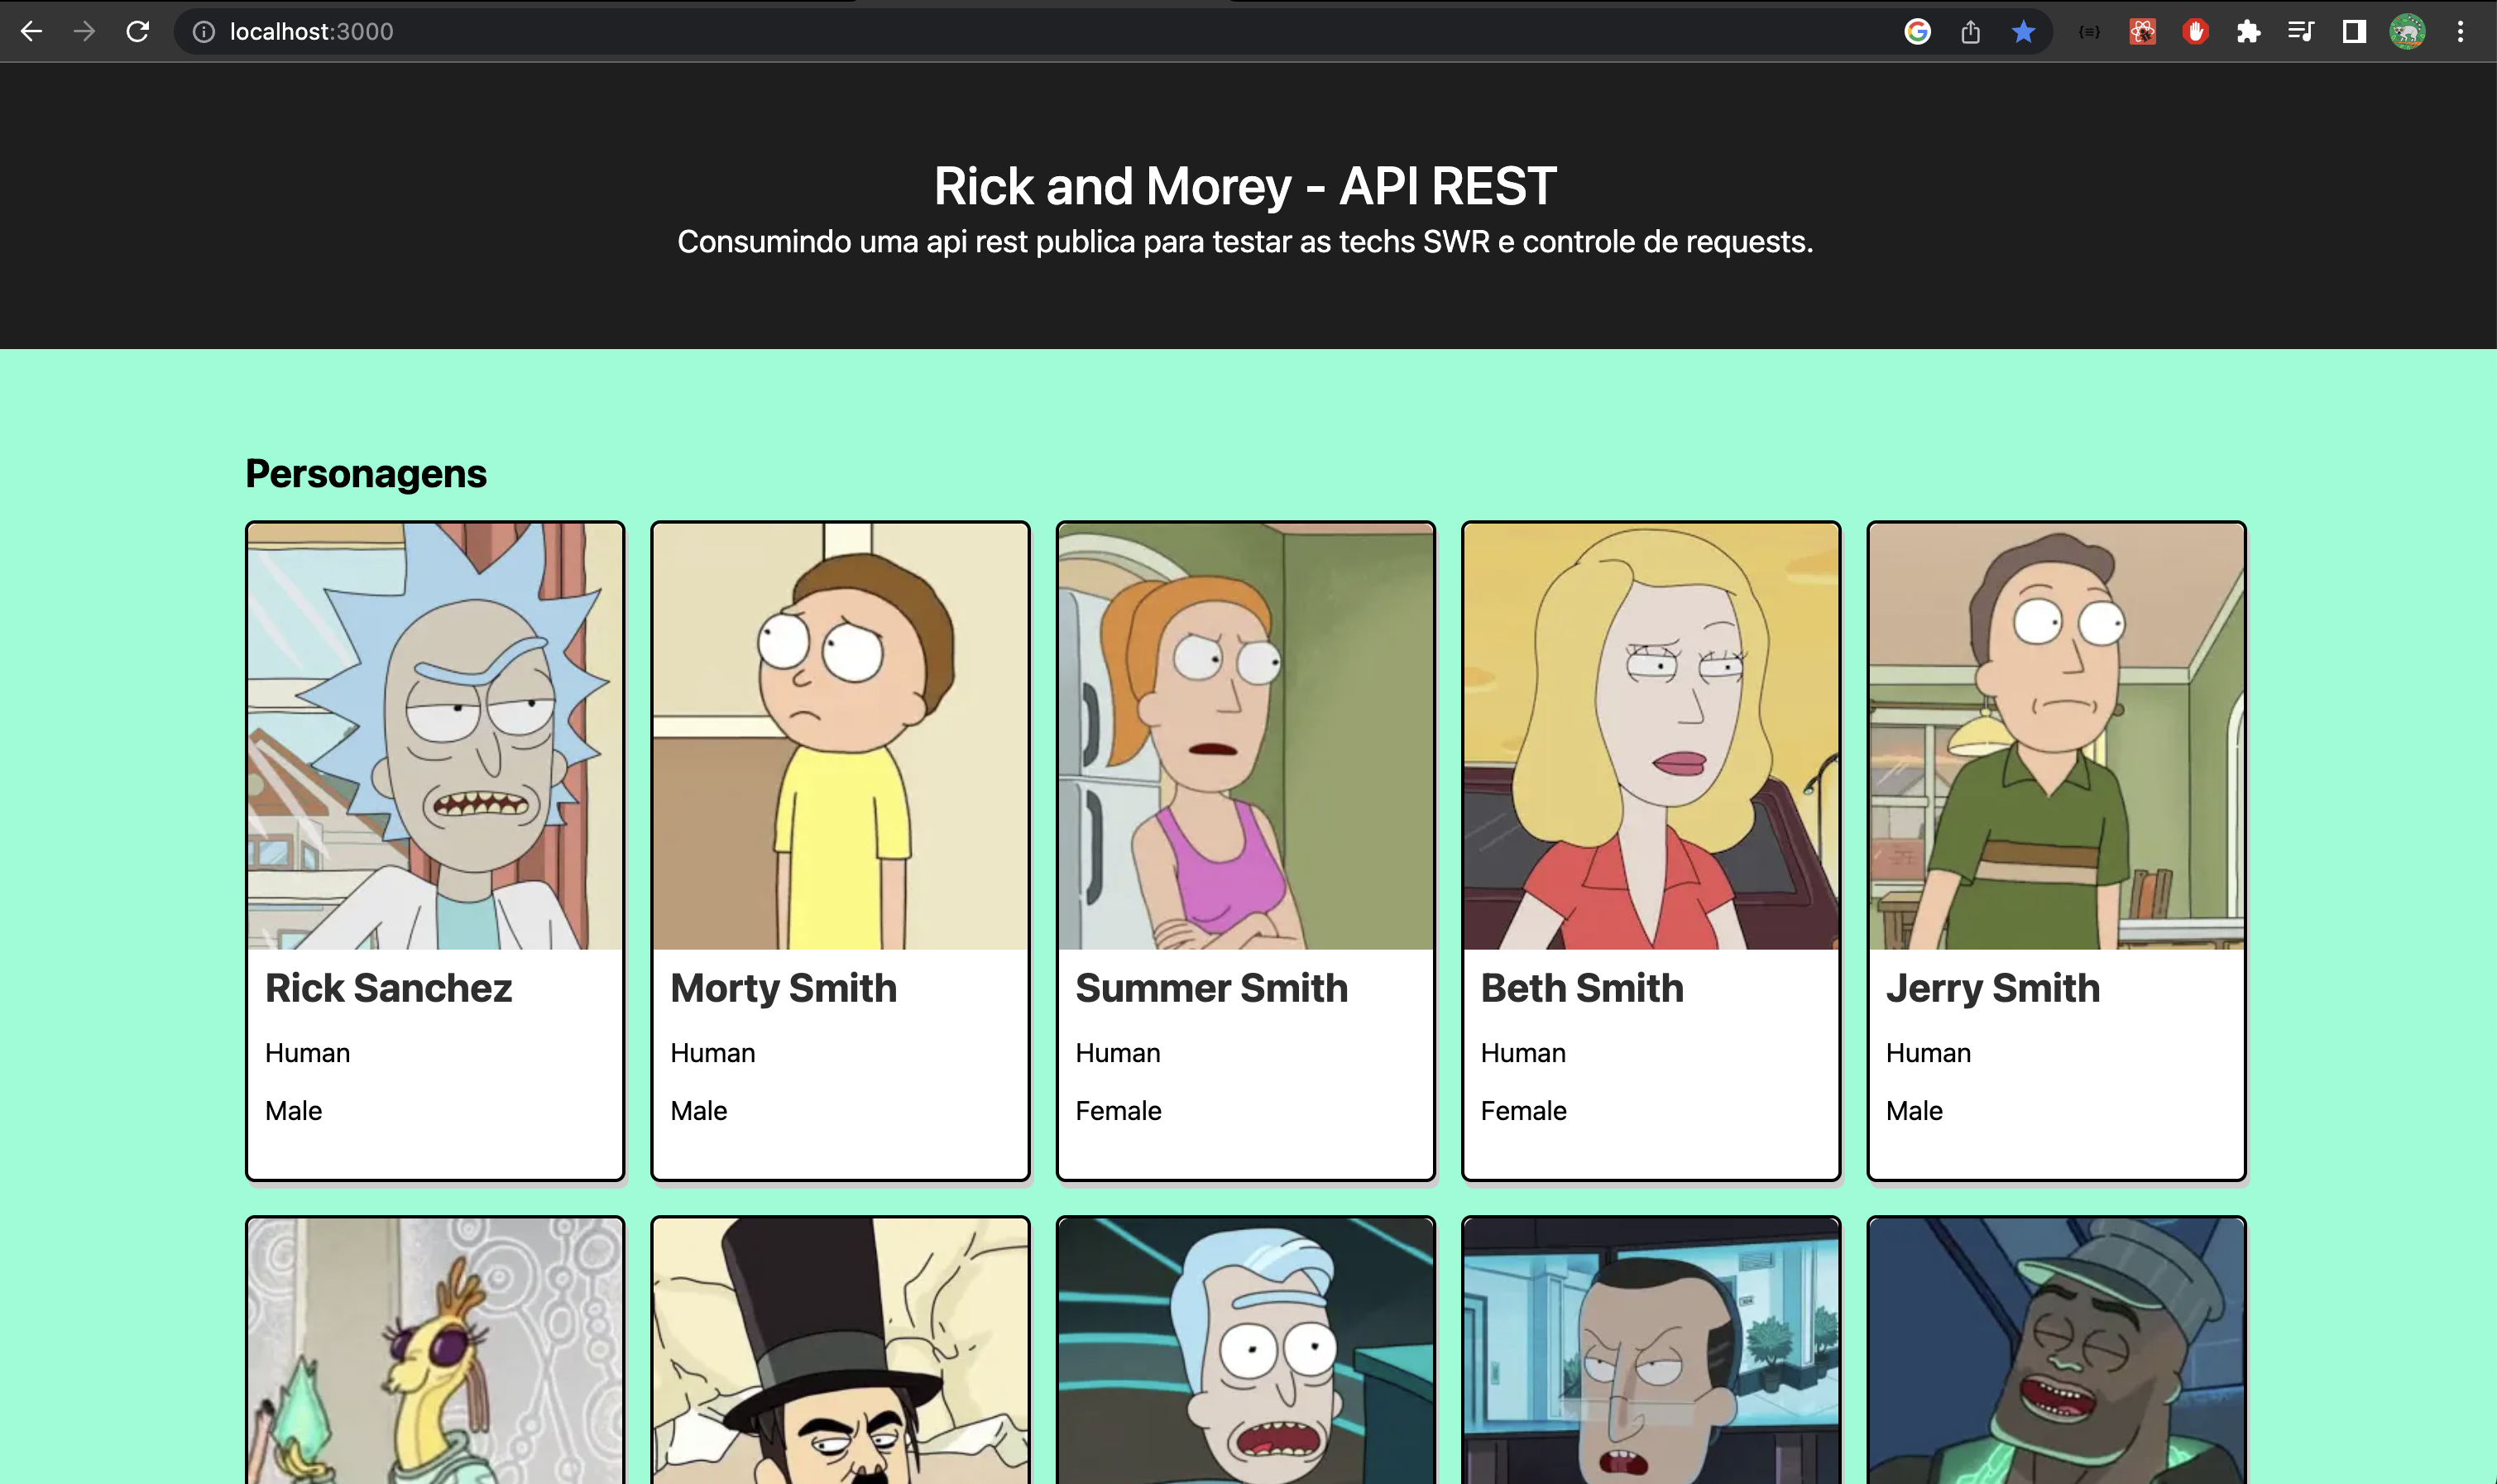 localhost:3000
Rick and Morey - API REST
Consumindo uma api rest publica para testar as techs SWR e controle de requests.
Personagens
Rick Sanchez
Human
Male
Morty Smith
Human
Male
Summer Smith
Human
Female
Beth Smith
Human
Female
Jerry Smith
Human
Male